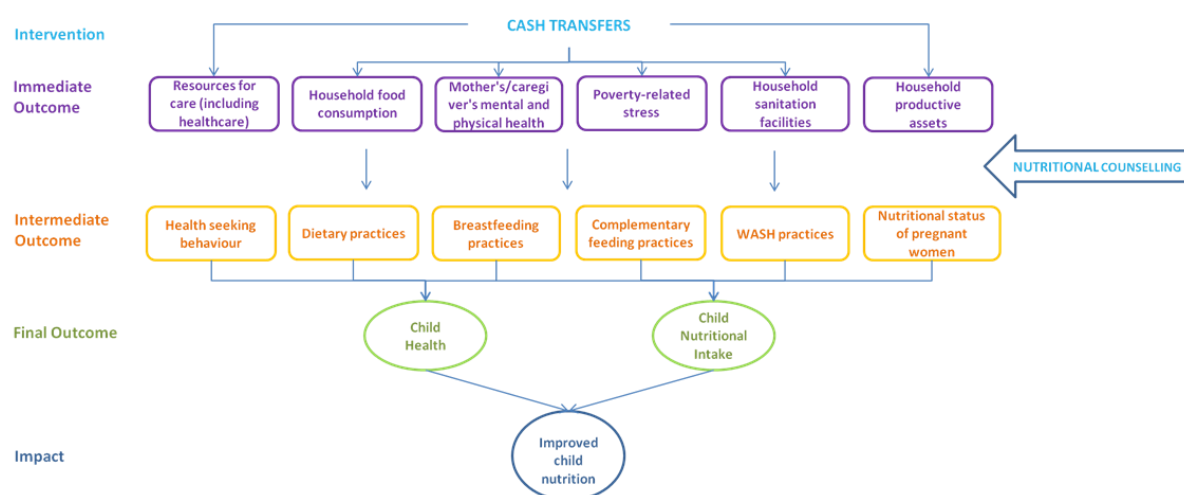 CASH TRANSFERS
Intervention
Immediate
Outcome
Resources for
care (including
healthcare)
Household food
consumption
Mother's/caregi
ver's mental and
physical health
Poverty-related
stress
Household
sanitation
facilities
Household
productive
assets
NUTRITIONAL COUNSELLING
Intermediate
Outcome
Health seeking
behaviour
Dietary practices
Breastfeeding
practices
Complementary
feeding practices
WASH practices
Nutritional status
of pregnant
women
Final Outcome
Child
Health
Child
Nutritional
Intake
Impact
Improved
child
nutrition